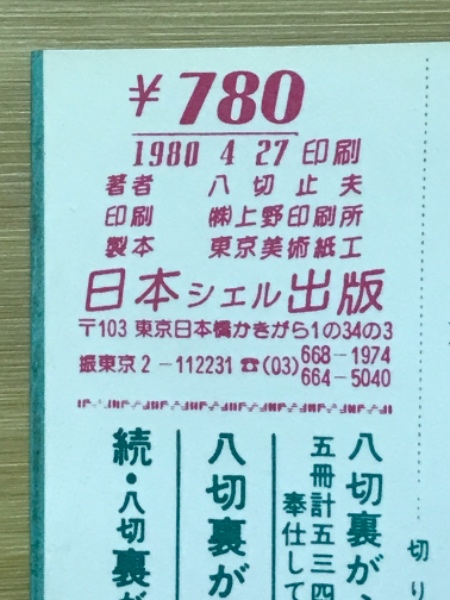 ¥780
1980 4 27 印刷
著者 八切止夫
印刷 ㈱上野印刷所
製本 東京美術紙工
日本シェル出版
〒103 東京日本橋かきがら1の34の3
振東京2-112231 ☎(03) 668-1974
664-5040
八切裏が
五冊計五三四
奉仕して
八切裏が
続・八切裏が
切り